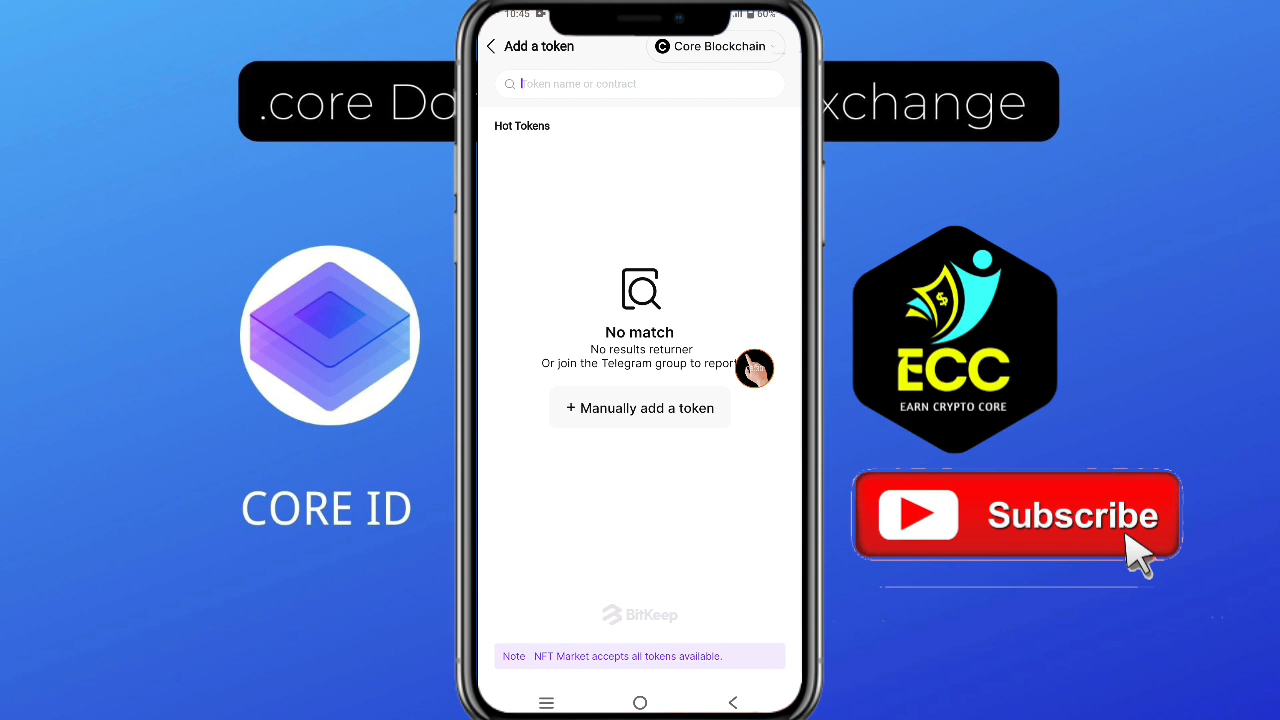 10:45
60%
Add a token
Core Blockchain
Token name or contract
.core Do
xchange
Hot Tokens
No match
No results returner
Or join the Telegram group to report
+ Manually add a token
CORE ID
ECC
EARN CRYPTO CORE
Subscribe
BitKeep
Note NFT Market accepts all tokens available.